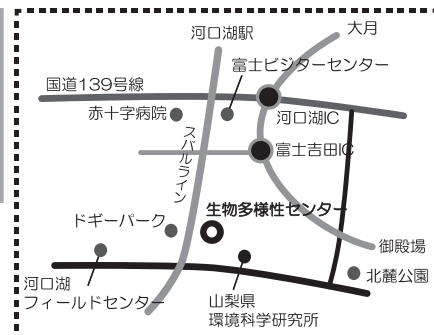 河口湖駅
大月
富士ビジターセンター
国道139号線
赤十字病院
河口湖IC
スバルライン
富士吉田IC
生物多様性センター
ドギーパーク
御殿場
北麓公園
河口湖
フィールドセンター
山梨県
環境科学研究所